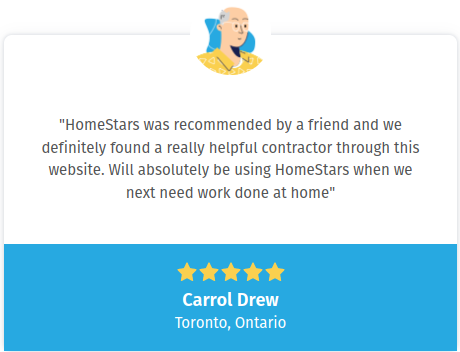 "HomeStars was recommended by a friend and we
definitely found a really helpful contractor through this
website. Will absolutely be using HomeStars when we
next need work done at home"
Carrol Drew
Toronto, Ontario